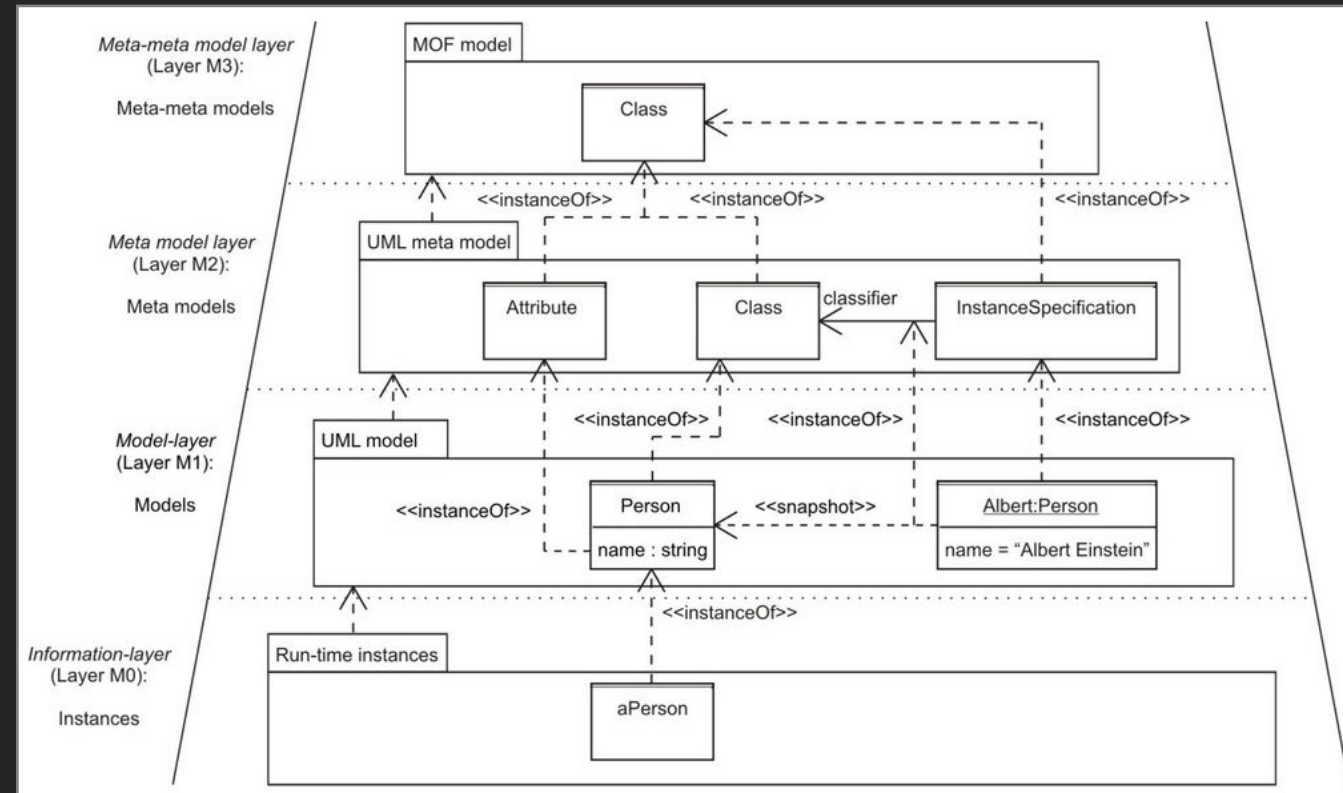 Meta-meta model layer
(Layer M3):
Meta-meta models
MOF model
Class
<<instanceOf>>
<<instanceOf>>
<<instanceOf>>
Meta model layer
(Layer M2):
Meta models
UML meta model
Attribute
Class
classifier
InstanceSpecification
<<instanceOf>>
<<instanceOf>>
<<instanceOf>>
Model-layer
(Layer M1):
Models
UML model
<<instanceOf>>
Person
name : string
<<snapshot>>
Albert:Person
name = “Albert Einstein”
<<instanceOf>>
Information-layer
(Layer M0):
Instances
Run-time instances
aPerson